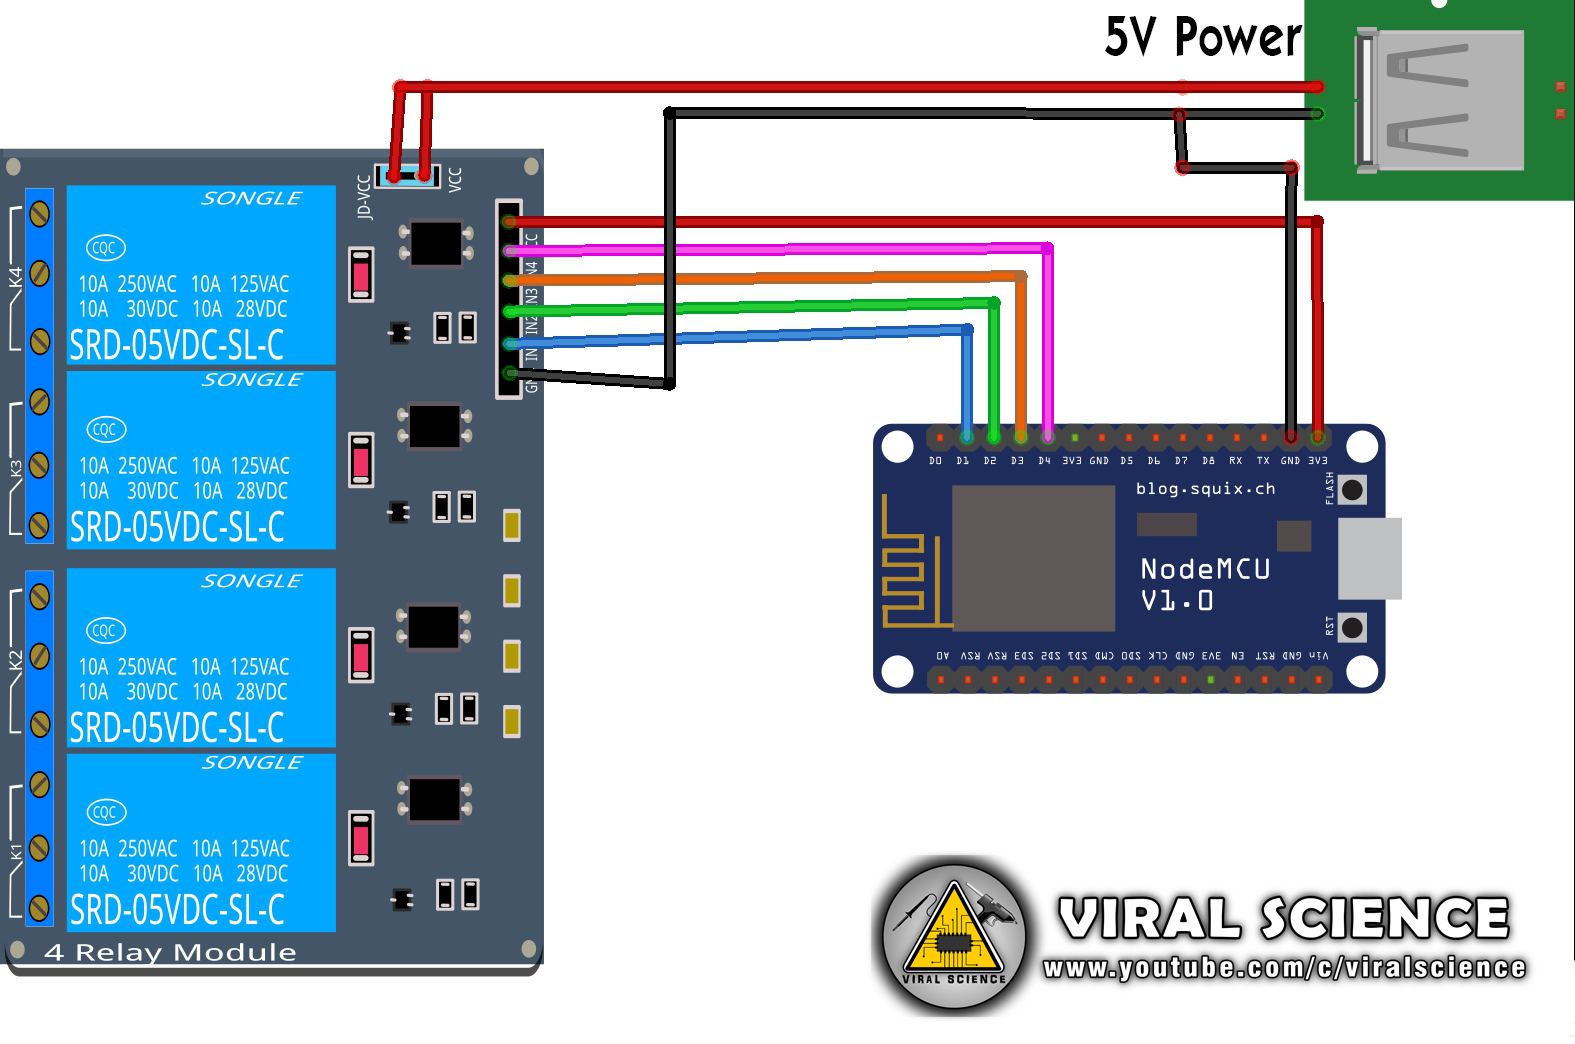 5V Power
JD-VCC
VCC
K4
SONGLE
CQC
10A 250VAC 10A 125VAC
10A 30VDC 10A 28VDC
SRD-05VDC-SL-C
IN2
K3
SONGLE
CQC
10A 250VAC 10A 125VAC
10A 30VDC 10A 28VDC
SRD-05VDC-SL-C
K2
SONGLE
CQC
10A 250VAC 10A 125VAC
10A 30VDC 10A 28VDC
SRD-05VDC-SL-C
K1
SONGLE
CQC
10A 250VAC 10A 125VAC
10A 30VDC 10A 28VDC
SRD-05VDC-SL-C
4 Relay Module
D0 D1 D2 D3 D4 3V3 GND D5 D6 D7 D8 RX TX GND 3V3
blog.squix.ch
FLASH
NodeMCU
V1.0
RST
A0 RSV RSV SD3 SD2 SD1 CMD SD0 CLK GND 3V3 EN RST GND Vin
VIRAL SCIENCE
VIRAL SCIENCE
www.youtube.com/c/viralscience